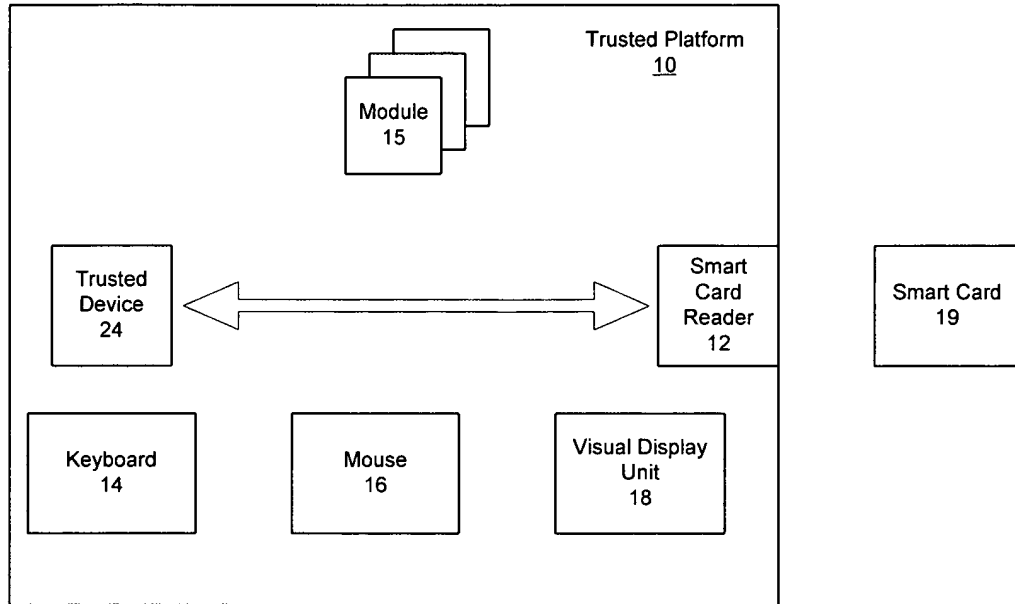 Trusted Platform
10
Module
15
Trusted
Device
24
Smart
Card
Reader
12
Smart Card
19
Keyboard
14
Mouse
16
Visual Display
Unit
18